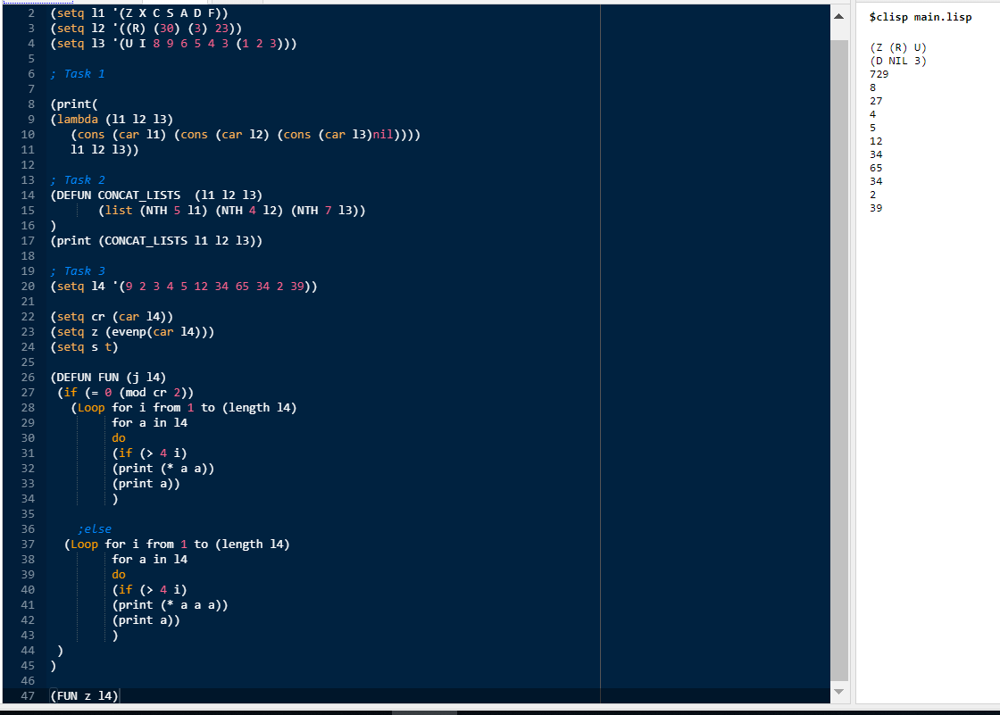 2 (setq l1 '(Z X C S A D F))
3 (setq l2 '((R) (30) (3) 23))
4 (setq l3 '(U I 8 9 6 5 4 3 (1 2 3)))
5
6 ; Task 1
7
8 (print(
9 (lambda (l1 l2 l3)
10    (cons (car l1) (cons (car l2) (cons (car l3)nil))))
11    l1 l2 l3))
12
13 ; Task 2
14 (DEFUN CONCAT_LISTS  (l1 l2 l3)
15        (list (NTH 5 l1) (NTH 4 l2) (NTH 7 l3))
16 )
17 (print (CONCAT_LISTS l1 l2 l3))
18
19 ; Task 3
20 (setq l4 '(9 2 3 4 5 12 34 65 34 2 39))
21
22 (setq cr (car l4))
23 (setq z (evenp(car l4)))
24 (setq s t)
25
26 (DEFUN FUN (j l4)
27  (if (= 0 (mod cr 2))
28    (Loop for i from 1 to (length l4)
29          for a in l4
30          do
31          (if (> 4 i)
32          (print (* a a))
33          (print a))
34          )
35
36     ;else
37   (Loop for i from 1 to (length l4)
38          for a in l4
39          do
40          (if (> 4 i)
41          (print (* a a a))
42          (print a))
43          )
44  )
45 )
46
47 (FUN z l4)
$clisp main.lisp
(Z (R) U)
(D NIL 3)
729
8
27
4
5
12
34
65
34
2
39